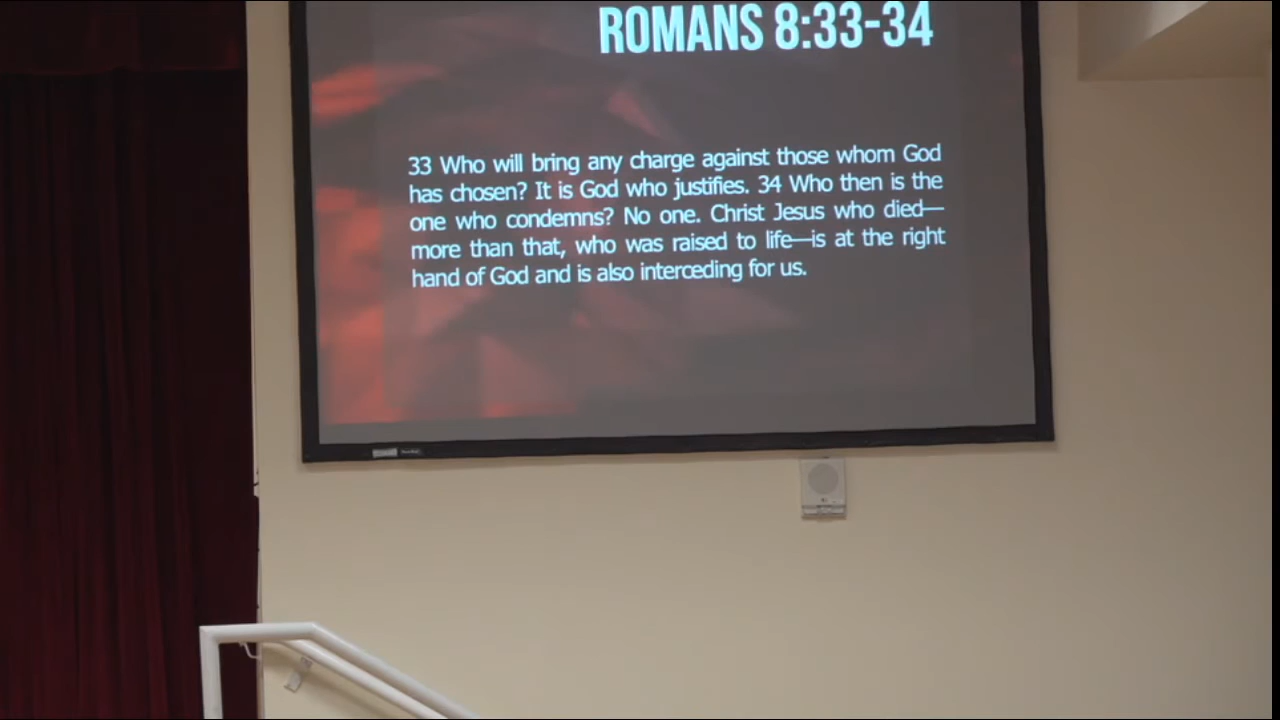 ROMANS 8:33-34
33 Who will bring any charge against those whom God
has chosen? It is God who justifies. 34 Who then is the
one who condemns? No one. Christ Jesus who died—
more than that, who was raised to life—is at the right
hand of God and is also interceding for us.